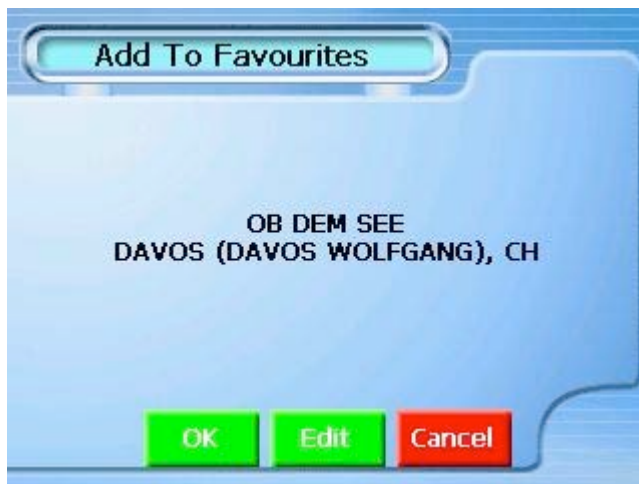 Add To Favourites
OB DEM SEE
DAVOS (DAVOS WOLFGANG), CH
OK Edit Cancel